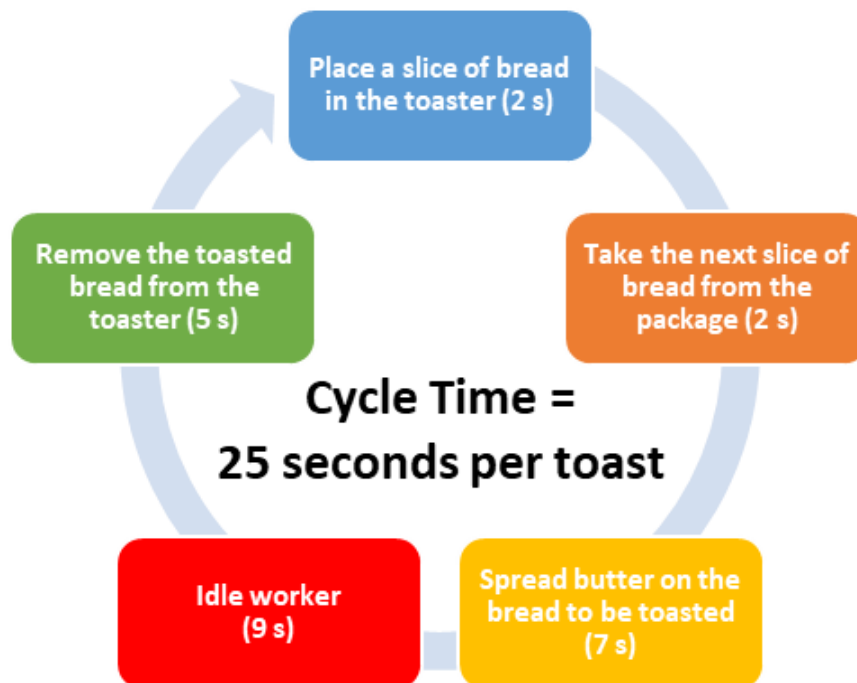 Place a slice of bread
in the toaster (2 s)
Remove the toasted
bread from the
toaster (5 s)
Take the next slice of
bread from the
package (2 s)
Cycle Time =
25 seconds per toast
Idle worker
(9 s)
Spread butter on the
bread to be toasted
(7 s)